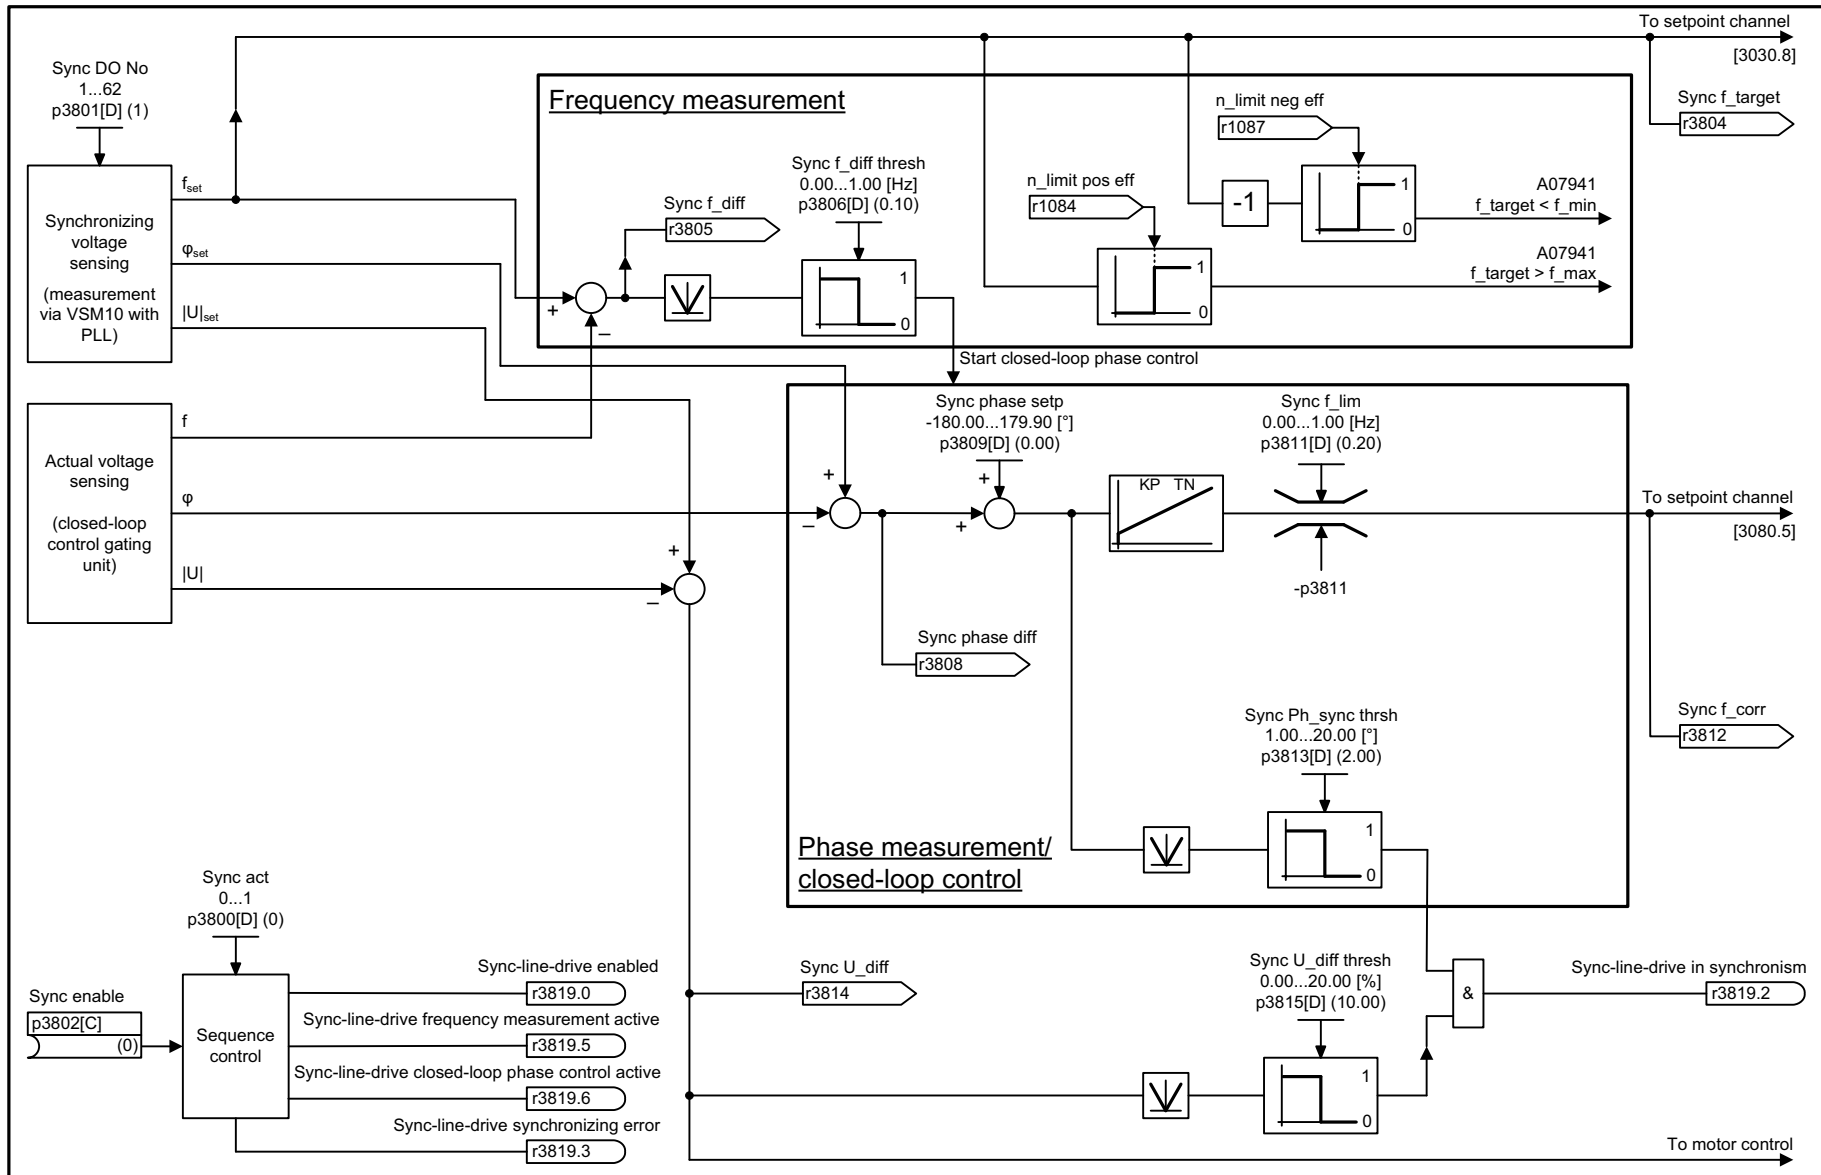 To setpoint channel
[3030.8]
Sync f_target
r3804
Sync DO No
1...62
p3801[D] (1)
Synchronizing
voltage
sensing
(measurement
via VSM10 with
PLL)
fset
φset
|U|set
Frequency measurement
Sync f_diff
r3805
Sync f_diff thresh
0.00...1.00 [Hz]
p3806[D] (0.10)
1
0
+
–
n_limit pos eff
r1084
1
0
n_limit neg eff
r1087
-1
1
0
A07941
f_target < f_min
A07941
f_target > f_max
Start closed-loop phase control
Actual voltage
sensing
(closed-loop
control gating
unit)
f
φ
|U|
+
–
Sync phase setp
-180.00...179.90 [°]
p3809[D] (0.00)
+
–
+
+
KP TN
Sync f_lim
0.00...1.00 [Hz]
p3811[D] (0.20)
-p3811
To setpoint channel
[3080.5]
Sync phase diff
r3808
Sync f_corr
r3812
Sync Ph_sync thrsh
1.00...20.00 [°]
p3813[D] (2.00)
1
0
Phase measurement/
closed-loop control
Sync act
0...1
p3800[D] (0)
Sync enable
p3802[C]
(0)
Sequence
control
Sync-line-drive enabled
r3819.0
Sync-line-drive frequency measurement active
r3819.5
Sync-line-drive closed-loop phase control active
r3819.6
Sync-line-drive synchronizing error
r3819.3
Sync U_diff
r3814
Sync U_diff thresh
0.00...20.00 [%]
p3815[D] (10.00)
1
0
&
Sync-line-drive in synchronism
r3819.2
To motor control